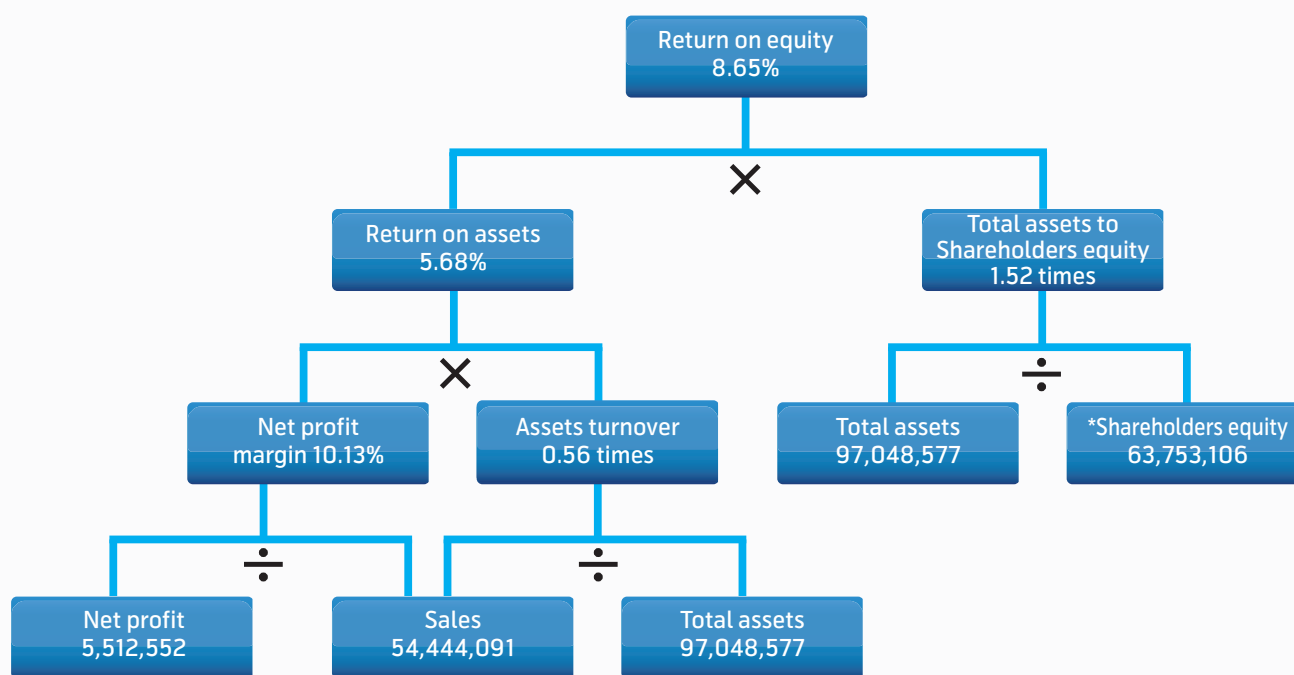 Return on equity
8.65%
×
Return on assets
5.68%
Total assets to
Shareholders equity
1.52 times
×
÷
Net profit
margin 10.13%
Assets turnover
0.56 times
Total assets
97,048,577
*Shareholders equity
63,753,106
÷
÷
Net profit
5,512,552
Sales
54,444,091
Total assets
97,048,577